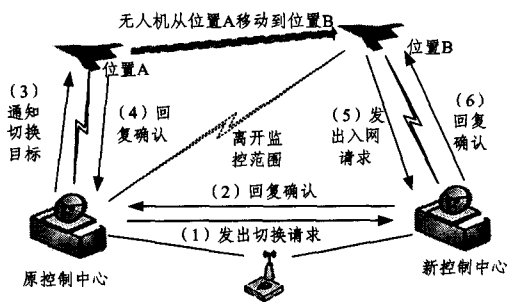 无人机从位置A移动到位置B
位置A
位置B
（3）
通知
切换
目标
（4）回
复确认
离开监
控范围
（5）发
出入网
请求
（6）
回复
确认
（2）回复确认
（1）发出切换请求
原控制中心
新控制中心